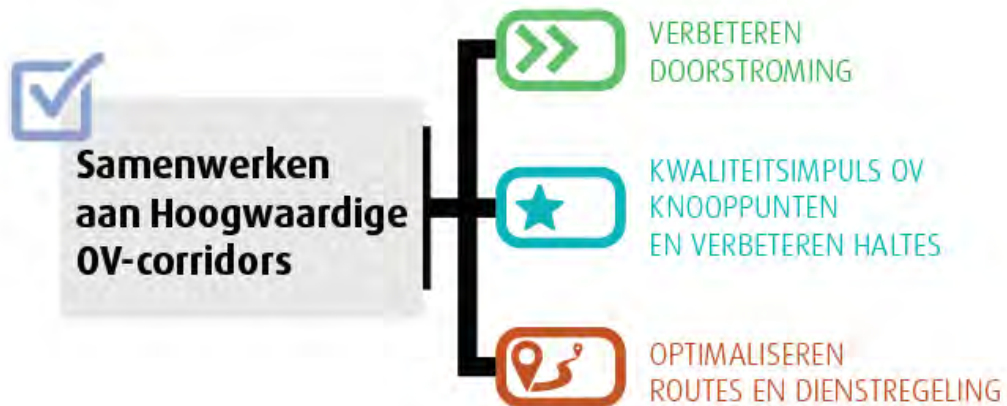 Samenwerken
aan Hoogwaardige
OV-corridors
VERBETEREN
DOORSTROMING
KWALITEITSIMPULS OV
KNOOPPUNTEN
EN VERBETEREN HALTES
OPTIMALISEREN
ROUTES EN DIENSTREGELING